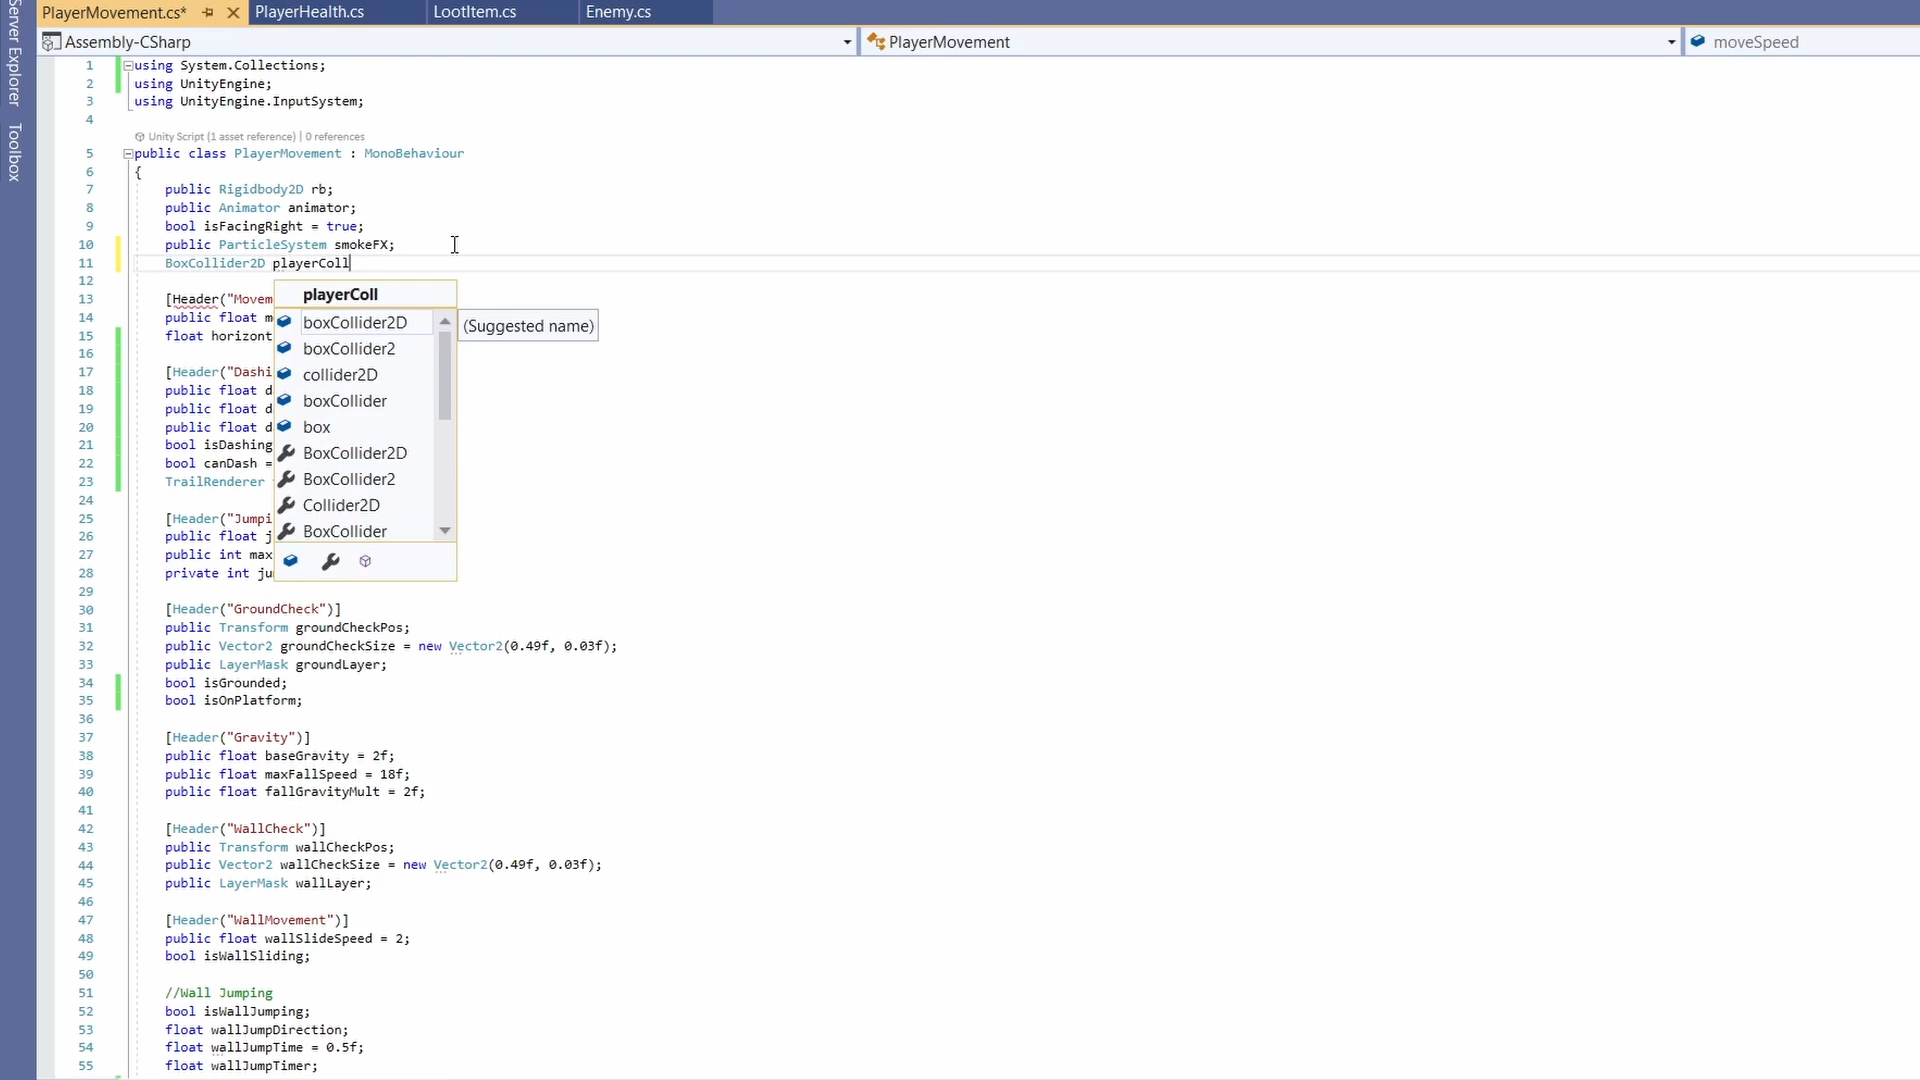 Server Explorer
Toolbox
PlayerMovement.cs*
PlayerHealth.cs
LootItem.cs
Enemy.cs
Assembly-CSharp
PlayerMovement
moveSpeed
1 using System.Collections;
2 using UnityEngine;
3 using UnityEngine.InputSystem;
4
Unity Script (1 asset reference) | 0 references
5 public class PlayerMovement : MonoBehaviour
6 {
7 public Rigidbody2D rb;
8 public Animator animator;
9 bool isFacingRight = true;
10 public ParticleSystem smokeFX;
11 BoxCollider2D playerColl
12
13 [Header("Movem
14 public float m
15 float horizont
16
17 [Header("Dashi
18 public float d
19 public float d
20 public float d
21 bool isDashing
22 bool canDash =
23 TrailRenderer
24
25 [Header("Jumpi
26 public float j
27 public int max
28 private int ju
29
30 [Header("GroundCheck")]
31 public Transform groundCheckPos;
32 public Vector2 groundCheckSize = new Vector2(0.49f, 0.03f);
33 public LayerMask groundLayer;
34 bool isGrounded;
35 bool isOnPlatform;
36
37 [Header("Gravity")]
38 public float baseGravity = 2f;
39 public float maxFallSpeed = 18f;
40 public float fallGravityMult = 2f;
41
42 [Header("WallCheck")]
43 public Transform wallCheckPos;
44 public Vector2 wallCheckSize = new Vector2(0.49f, 0.03f);
45 public LayerMask wallLayer;
46
47 [Header("WallMovement")]
48 public float wallSlideSpeed = 2;
49 bool isWallSliding;
50
51 //Wall Jumping
52 bool isWallJumping;
53 float wallJumpDirection;
54 float wallJumpTime = 0.5f;
55 float wallJumpTimer;
playerColl
boxCollider2D
(Suggested name)
boxCollider2
collider2D
boxCollider
box
BoxCollider2D
BoxCollider2
Collider2D
BoxCollider